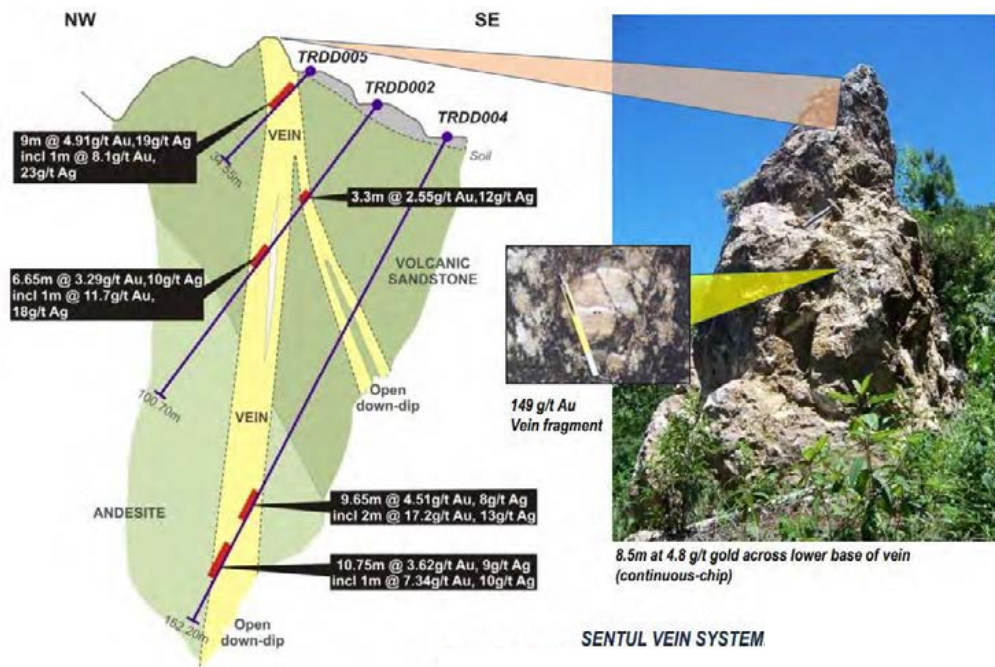 NW
SE
TRDD005
TRDD002
TRDD004
9m @ 4.91g/t Au,19g/t Ag
incl 1m @ 8.1g/t Au,
23g/t Ag
VEIN
Soil
3.3m @ 2.55g/t Au,12g/t Ag
6.65m @ 3.29g/t Au,10g/t Ag
incl 1m @ 11.7g/t Au,
18g/t Ag
VOLCANIC
SANDSTONE
100.70m
Open
down-dip
VEIN
149 g/t Au
Vein fragment
ANDESITE
9.65m @ 4.51g/t Au, 8g/t Ag
incl 2m @ 17.2g/t Au, 13g/t Ag
10.75m @ 3.62g/t Au, 9g/t Ag
incl 1m @ 7.34g/t Au, 10g/t Ag
162.20m
Open
down-dip
8.5m at 4.8 g/t gold across lower base of vein
(continuous-chip)
SENTUL VEIN SYSTEM